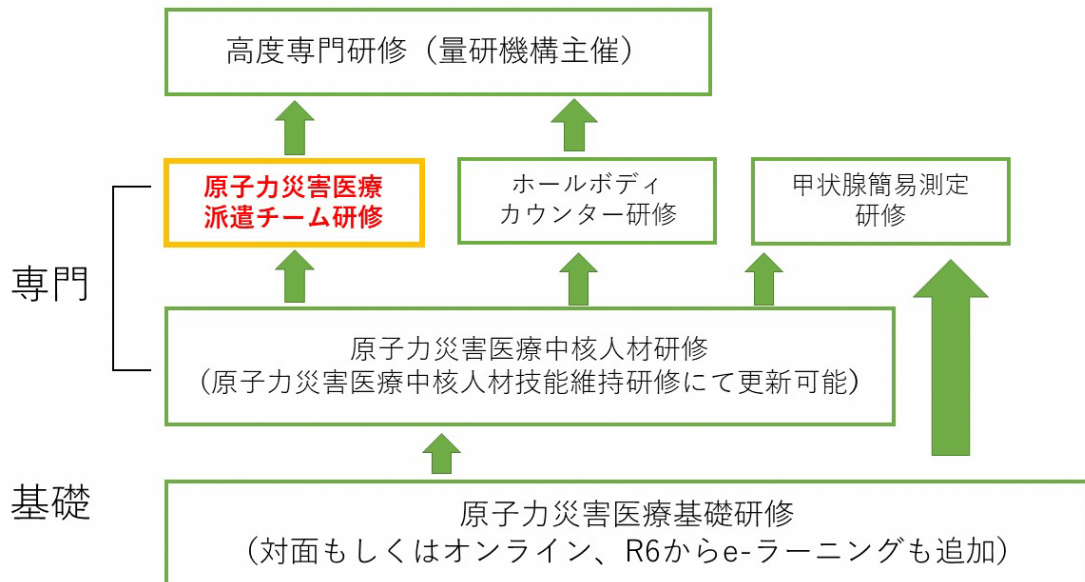 高度専門研修（量研機構主催）
原子力災害医療
派遣チーム研修
ホールボディ
カウンター研修
甲状腺簡易測定
研修
専門
原子力災害医療中核人材研修
（原子力災害医療中核人材技能維持研修にて更新可能）
基礎
原子力災害医療基礎研修
（対面もしくはオンライン、R6からe-ラーニングも追加）